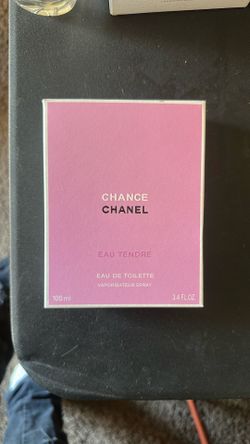 CHANCE
CHANEL
EAU TENDRE
EAU DE TOILETTE
VAPORISATEUR SPRAY
100 ml 3.4 FL.OZ.